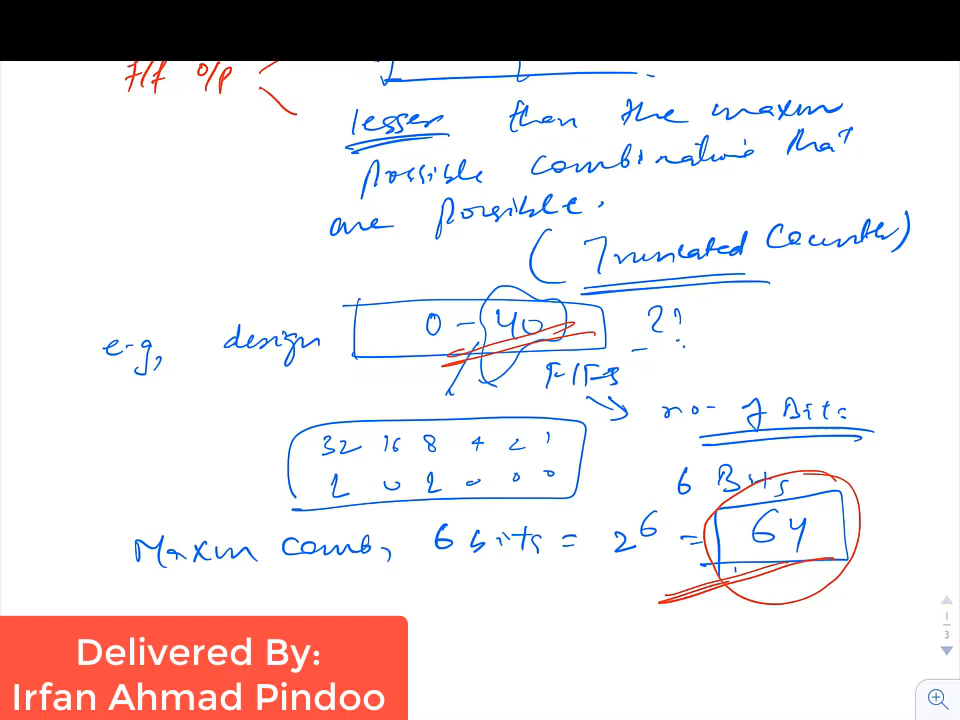 F/F o/p
lesser than the maxm
possible combinations that
are possible.
(Truncated Counter)
e.g, design 0 - 40 - ??
F/Fs
no- of Bits
32 16 8 4 2 1
1 0 1 0 0 0
6 Bits
Maxm Comb, 6 bits = 2^6 = 64
Delivered By:
Irfan Ahmad Pindoo
1
3